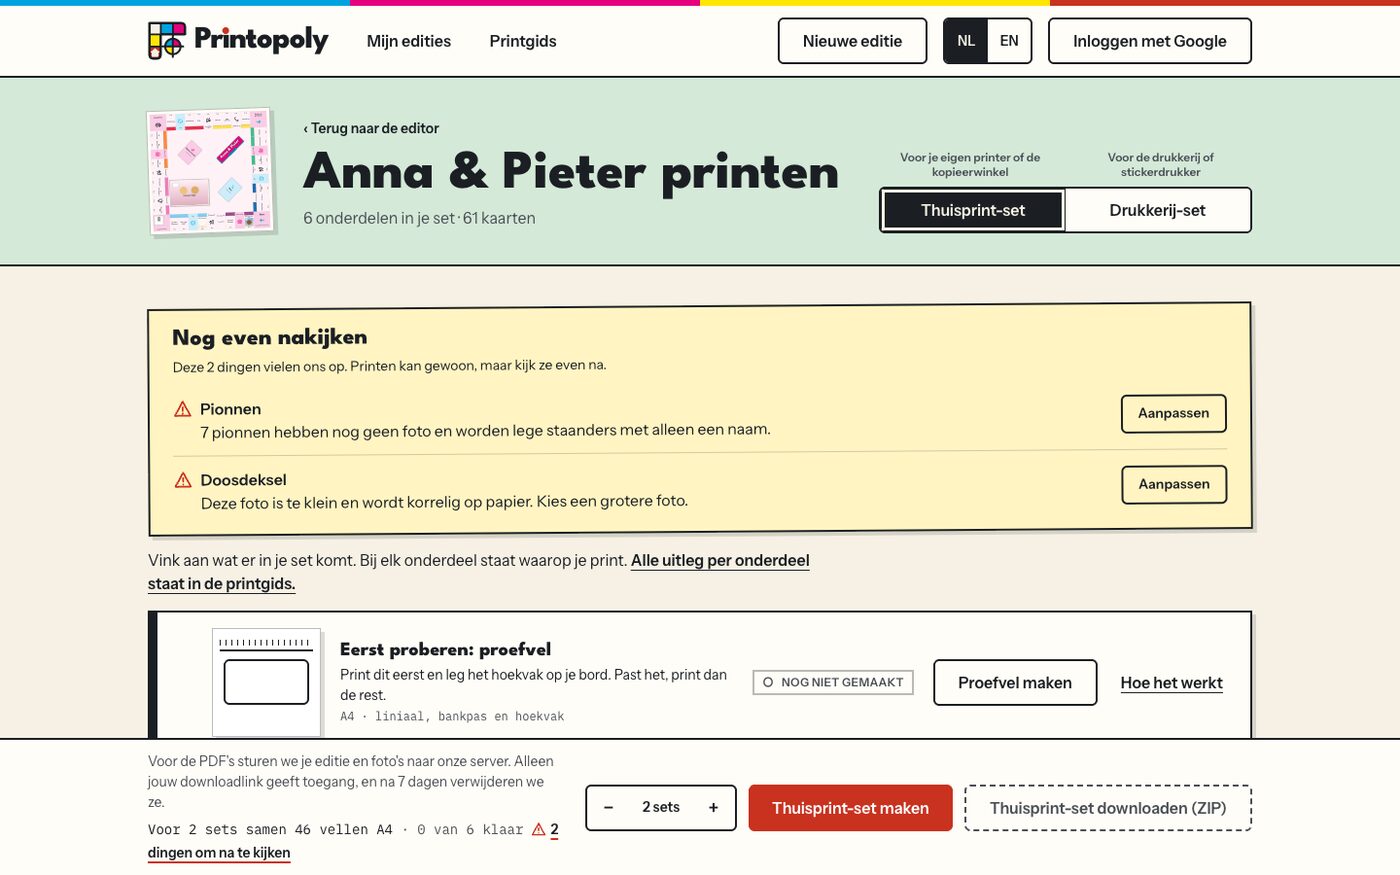 Printopoly
Mijn edities
Printgids
Nieuwe editie
NL
EN
Inloggen met Google
‹ Terug naar de editor
Anna & Pieter printen
6 onderdelen in je set · 61 kaarten
Voor je eigen printer of de
kopieerwinkel
Voor de drukkerij of
stickerdrukker
Thuisprint-set
Drukkerij-set
Nog even nakijken
Deze 2 dingen vielen ons op. Printen kan gewoon, maar kijk ze even na.
Pionnen
7 pionnen hebben nog geen foto en worden lege staanders met alleen een naam.
Aanpassen
Doosdeksel
Deze foto is te klein en wordt korrelig op papier. Kies een grotere foto.
Aanpassen
Vink aan wat er in je set komt. Bij elk onderdeel staat waarop je print. Alle uitleg per onderdeel
staat in de printgids.
Eerst proberen: proefvel
Print dit eerst en leg het hoekvak op je bord. Past het, print dan
de rest.
A4 · liniaal, bankpas en hoekvak
NOG NIET GEMAAKT
Proefvel maken
Hoe het werkt
Voor de PDF's sturen we je editie en foto's naar onze server. Alleen
jouw downloadlink geeft toegang, en na 7 dagen verwijderen we
ze.
Voor 2 sets samen 46 vellen A4 · 0 van 6 klaar 2
dingen om na te kijken
− 2 sets +
Thuisprint-set maken
Thuisprint-set downloaden (ZIP)